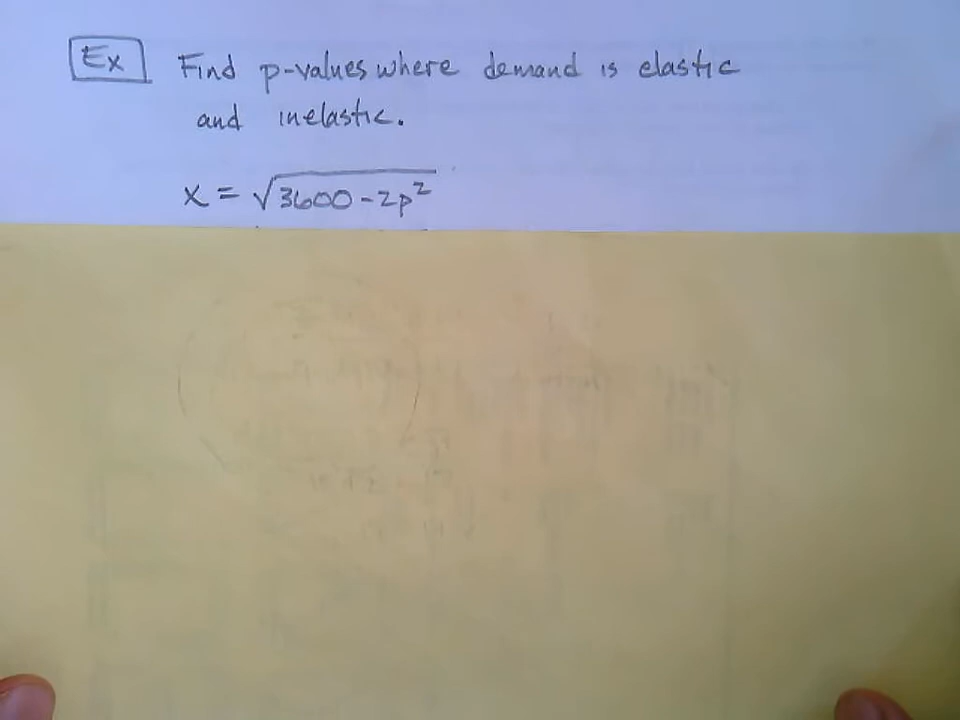 Ex Find p-values where demand is elastic
and inelastic.
x = √(3600 - 2p²)